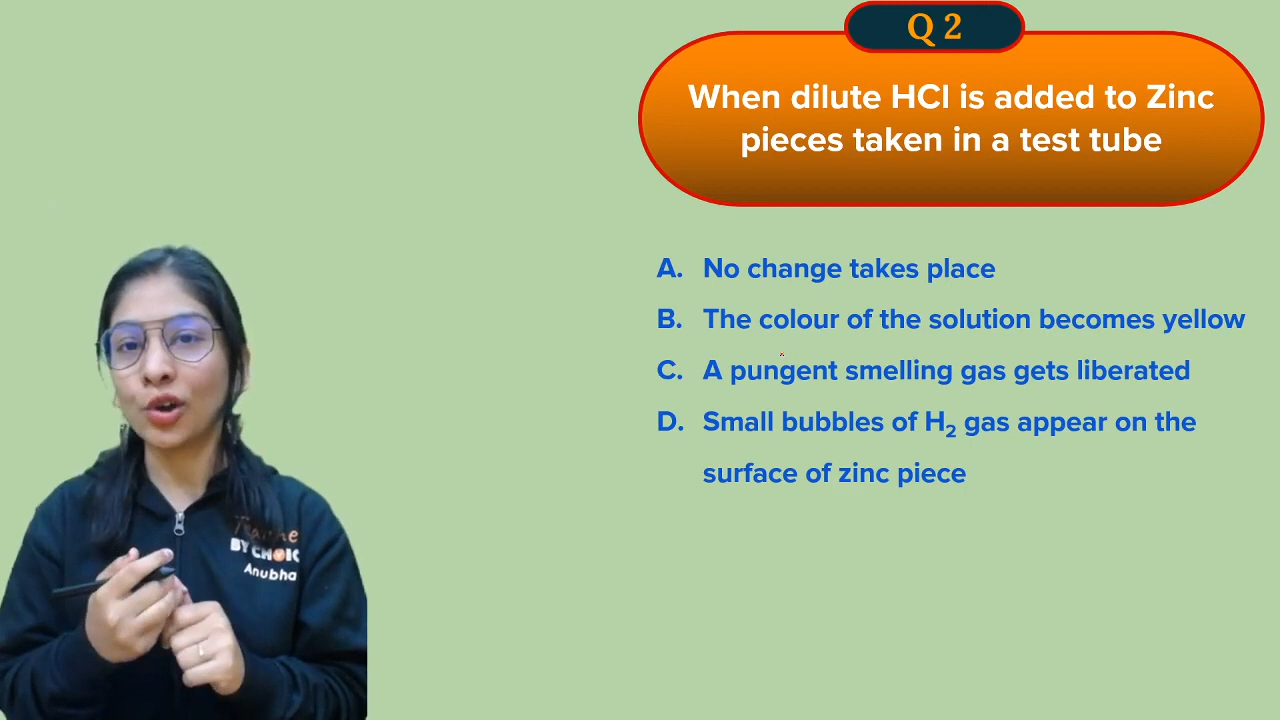 Q 2
When dilute HCl is added to Zinc
pieces taken in a test tube
A. No change takes place
B. The colour of the solution becomes yellow
C. A pungent smelling gas gets liberated
D. Small bubbles of H₂ gas appear on the
surface of zinc piece
BY CHOIC
Anubha